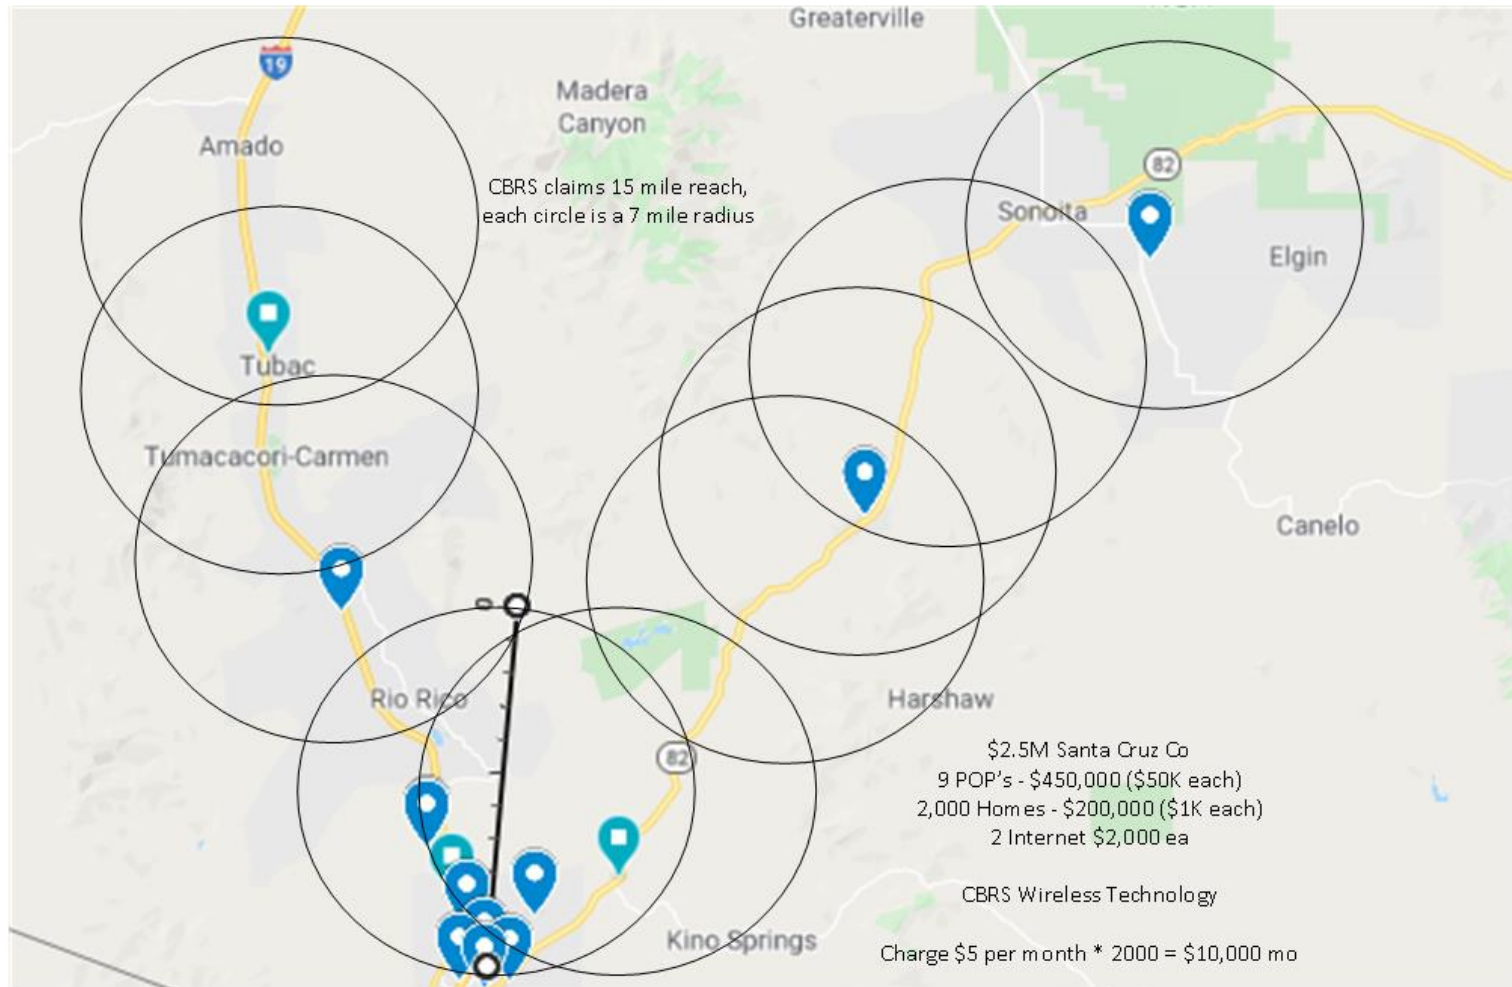 Greaterville
19
Madera
Canyon
Amado
82
CBRS claims 15 mile reach,
each circle is a 7 mile radius
Sonoita
Elgin
Tubac
Tumacacori-Carmen
Canelo
0
Rio Rico
Harshaw
82
$2.5M Santa Cruz Co
9 POP's - $450,000 ($50K each)
2,000 Homes - $200,000 ($1K each)
2 Internet $2,000 ea
CBRS Wireless Technology
Kino Springs
Charge $5 per month * 2000 = $10,000 mo